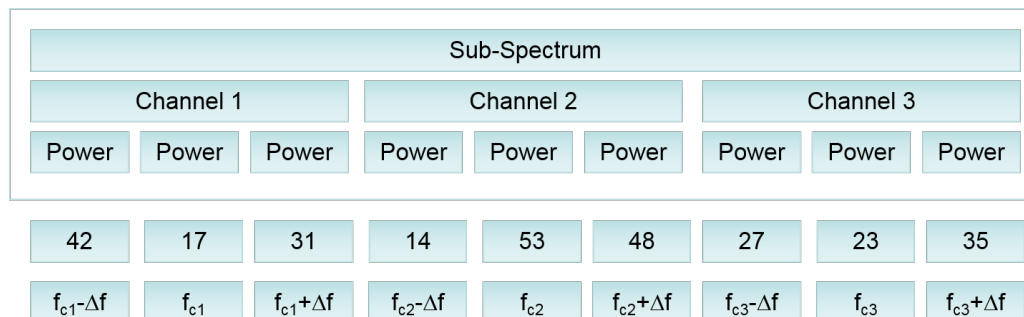 Sub-Spectrum
Channel 1 Channel 2 Channel 3
Power Power Power Power Power Power Power Power Power
42 17 31 14 53 48 27 23 35
fc1-Δf fc1 fc1+Δf fc2-Δf fc2 fc2+Δf fc3-Δf fc3 fc3+Δf